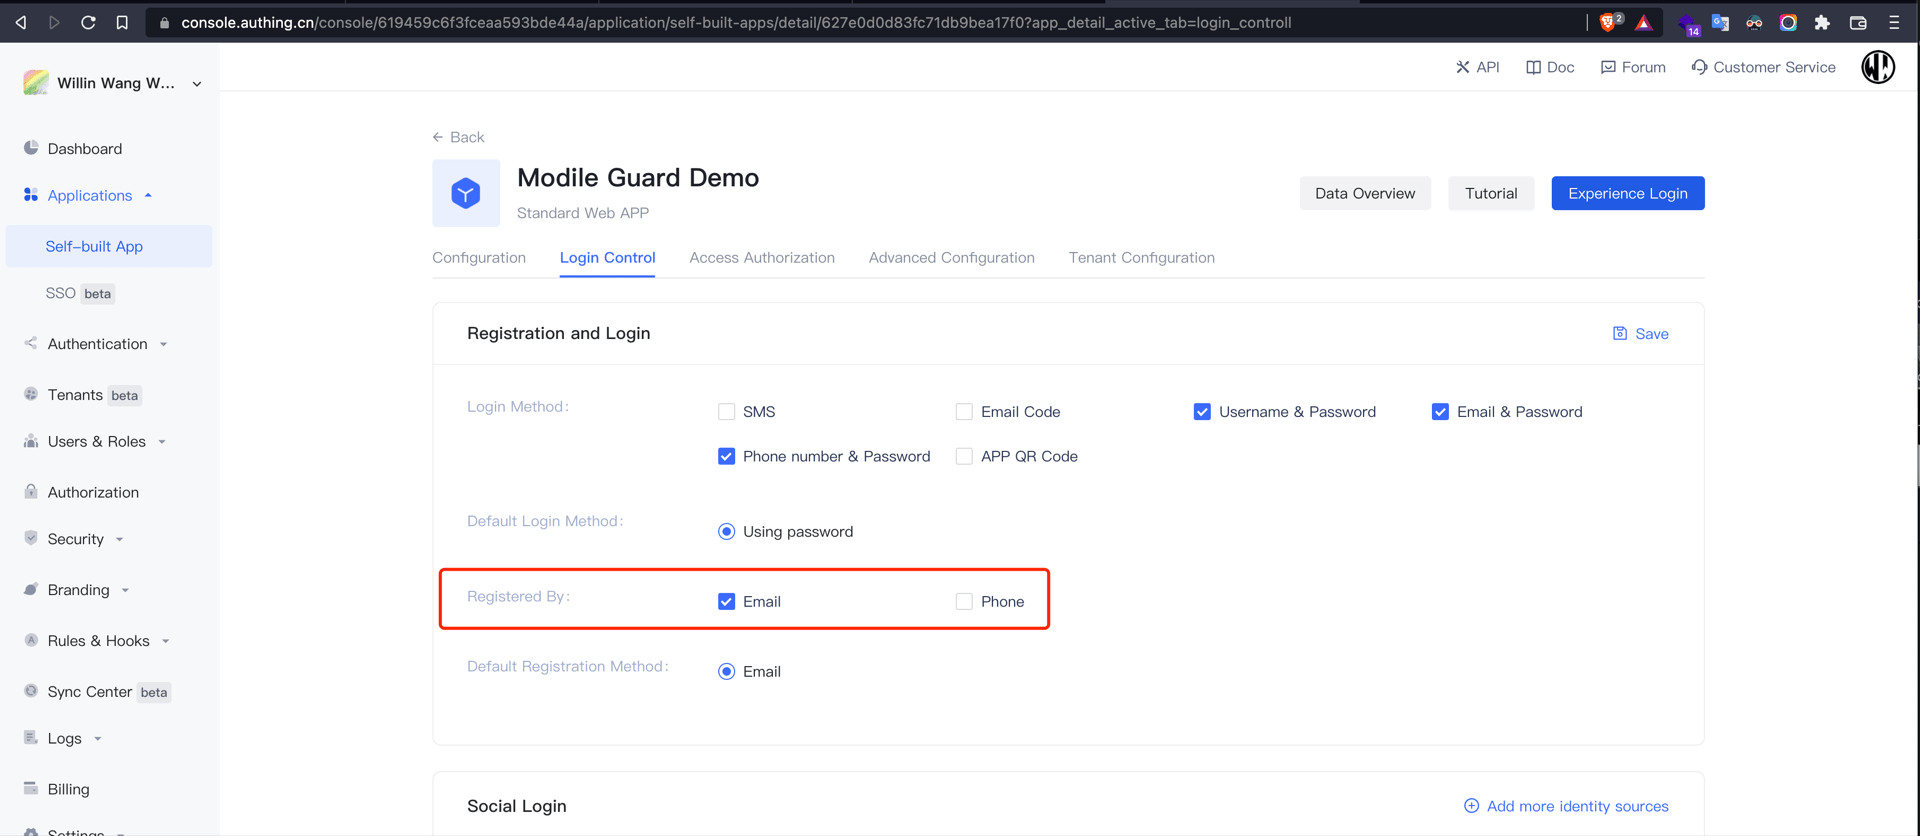 console.authing.cn/console/619459c6f3fceaa593bde44a/application/self-built-apps/detail/627e0d0d83fc71db9bea17f0?app_detail_active_tab=login_controll
2
14
Willin Wang W...
API
Doc
Forum
Customer Service
Dashboard
Applications
Self-built App
SSO beta
Authentication
Tenants beta
Users & Roles
Authorization
Security
Branding
Rules & Hooks
Sync Center beta
Logs
Billing
Settings
Back
Modile Guard Demo
Standard Web APP
Data Overview
Tutorial
Experience Login
Configuration
Login Control
Access Authorization
Advanced Configuration
Tenant Configuration
Registration and Login
Save
Login Method:
SMS
Email Code
Username & Password
Email & Password
Phone number & Password
APP QR Code
Default Login Method:
Using password
Registered By:
Email
Phone
Default Registration Method:
Email
Social Login
Add more identity sources